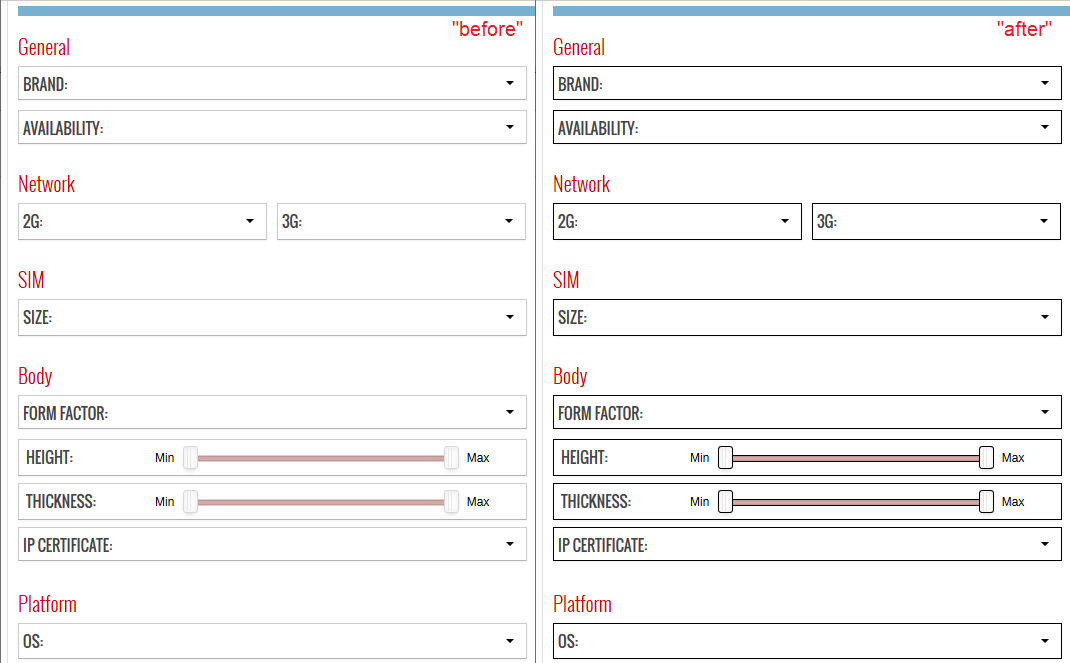 "before"
General
BRAND:
AVAILABILITY:
Network
2G: 3G:
SIM
SIZE:
Body
FORM FACTOR:
HEIGHT: Min Max
THICKNESS: Min Max
IP CERTIFICATE:
Platform
OS:
"after"
General
BRAND:
AVAILABILITY:
Network
2G: 3G:
SIM
SIZE:
Body
FORM FACTOR:
HEIGHT: Min Max
THICKNESS: Min Max
IP CERTIFICATE:
Platform
OS: